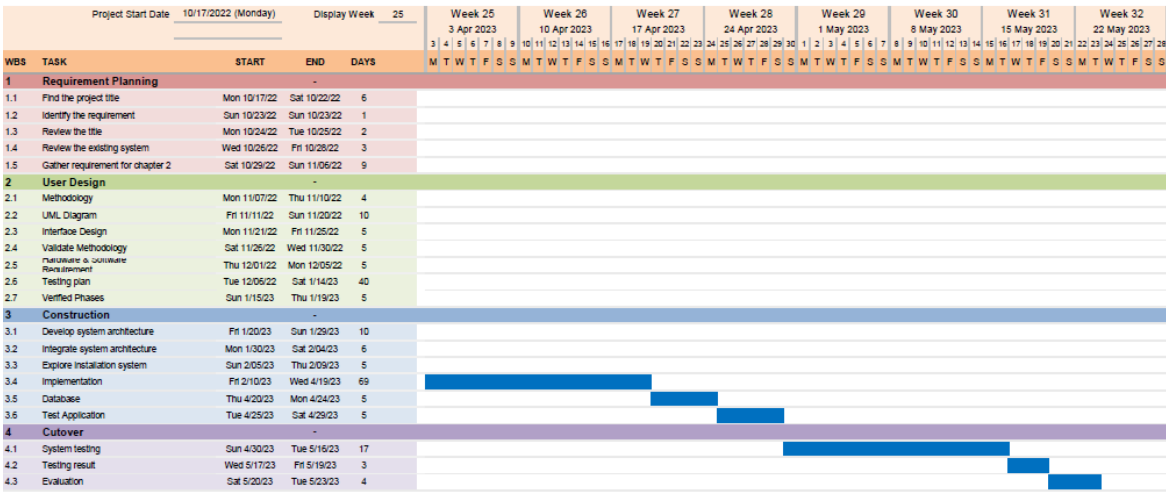 Project Start Date 10/17/2022 (Monday) Display Week 25 Week 25 Week 26 Week 27 Week 28 Week 29 Week 30 Week 31 Week 32
3 Apr 2023 10 Apr 2023 17 Apr 2023 24 Apr 2023 1 May 2023 8 May 2023 15 May 2023 22 May 2023
3 4 5 6 7 8 9 10 11 12 13 14 15 16 17 18 19 20 21 22 23 24 25 26 27 28 29 30 1 2 3 4 5 6 7 8 9 10 11 12 13 14 15 16 17 18 19 20 21 22 23 24 25 26 27 28
WBS TASK START END DAYS M T W T F S S M T W T F S S M T W T F S S M T W T F S S M T W T F S S M T W T F S S M T W T F S S M T W T F S S
1 Requirement Planning -
1.1 Find the project title Mon 10/17/22 Sat 10/22/22 6
1.2 Identify the requirement Sun 10/23/22 Sun 10/23/22 1
1.3 Review the title Mon 10/24/22 Tue 10/25/22 2
1.4 Review the existing system Wed 10/26/22 Fri 10/28/22 3
1.5 Gather requirement for chapter 2 Sat 10/29/22 Sun 11/06/22 9
2 User Design -
2.1 Methodology Mon 11/07/22 Thu 11/10/22 4
2.2 UML Diagram Fri 11/11/22 Sun 11/20/22 10
2.3 Interface Design Mon 11/21/22 Fri 11/25/22 5
2.4 Validate Methodology Sat 11/26/22 Wed 11/30/22 5
2.5 Hardware & Software Requirement Thu 12/01/22 Mon 12/05/22 5
2.6 Testing plan Tue 12/06/22 Sat 1/14/23 40
2.7 Verified Phases Sun 1/15/23 Thu 1/19/23 5
3 Construction -
3.1 Develop system architecture Fri 1/20/23 Sun 1/29/23 10
3.2 Integrate system architecture Mon 1/30/23 Sat 2/04/23 6
3.3 Explore installation system Sun 2/05/23 Thu 2/09/23 5
3.4 Implementation Fri 2/10/23 Wed 4/19/23 69
3.5 Database Thu 4/20/23 Mon 4/24/23 5
3.6 Test Application Tue 4/25/23 Sat 4/29/23 5
4 Cutover -
4.1 System testing Sun 4/30/23 Tue 5/16/23 17
4.2 Testing result Wed 5/17/23 Fri 5/19/23 3
4.3 Evaluation Sat 5/20/23 Tue 5/23/23 4